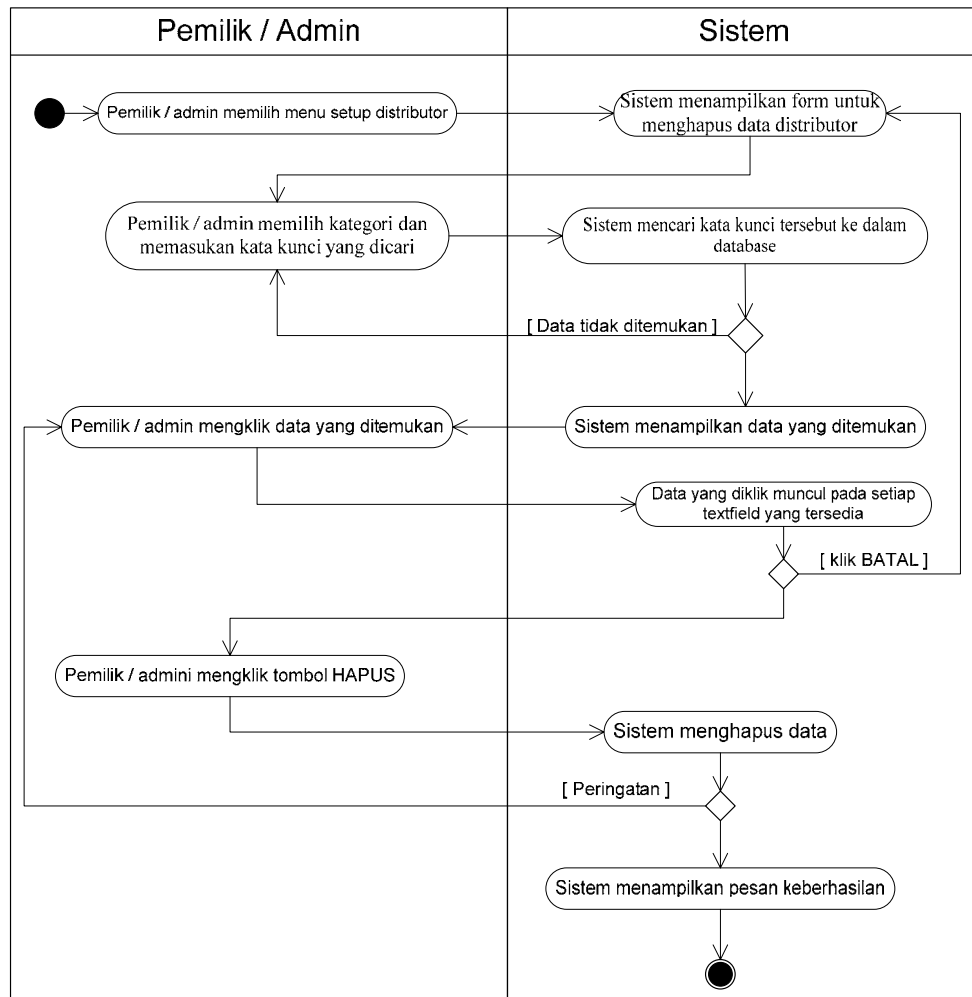 Pemilik / Admin
Sistem
Pemilik / admin memilih menu setup distributor
Sistem menampilkan form untuk
menghapus data distributor
Pemilik / admin memilih kategori dan
memasukan kata kunci yang dicari
Sistem mencari kata kunci tersebut ke dalam
database
[ Data tidak ditemukan ]
Pemilik / admin mengklik data yang ditemukan
Sistem menampilkan data yang ditemukan
Data yang diklik muncul pada setiap
textfield yang tersedia
[ klik BATAL ]
Pemilik / admini mengklik tombol HAPUS
Sistem menghapus data
[ Peringatan ]
Sistem menampilkan pesan keberhasilan